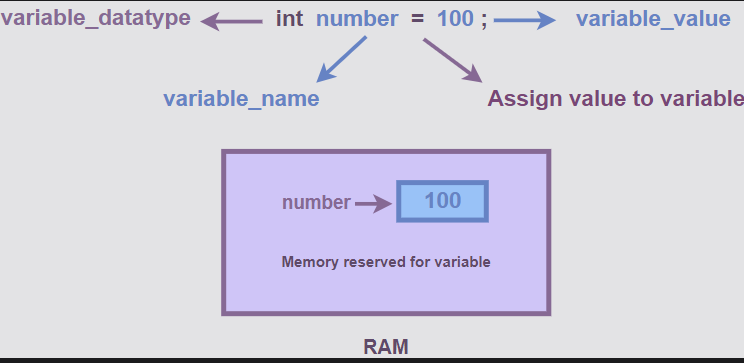 variable_datatype int number = 100 ; variable_value
variable_name Assign value to variable
number 100
Memory reserved for variable
RAM